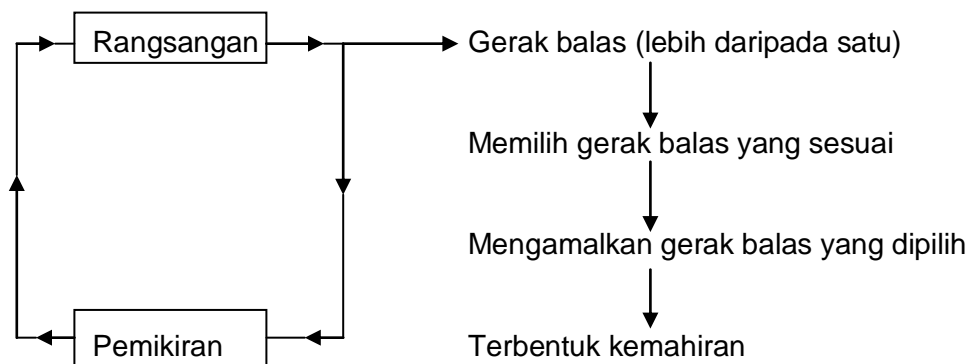 Rangsangan
Gerak balas (lebih daripada satu)
Memilih gerak balas yang sesuai
Mengamalkan gerak balas yang dipilih
Pemikiran
Terbentuk kemahiran